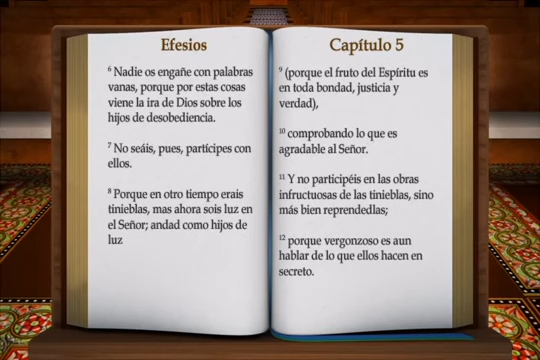 Efesios
⁶ Nadie os engañe con palabras
vanas, porque por estas cosas
viene la ira de Dios sobre los
hijos de desobediencia.
⁷ No seáis, pues, partícipes con
ellos.
⁸ Porque en otro tiempo erais
tinieblas, mas ahora sois luz en
el Señor; andad como hijos de
luz
Capítulo 5
⁹ (porque el fruto del Espíritu es
en toda bondad, justicia y
verdad),
¹⁰ comprobando lo que es
agradable al Señor.
¹¹ Y no participéis en las obras
infructuosas de las tinieblas, sino
más bien reprendedlas;
¹² porque vergonzoso es aun
hablar de lo que ellos hacen en
secreto.